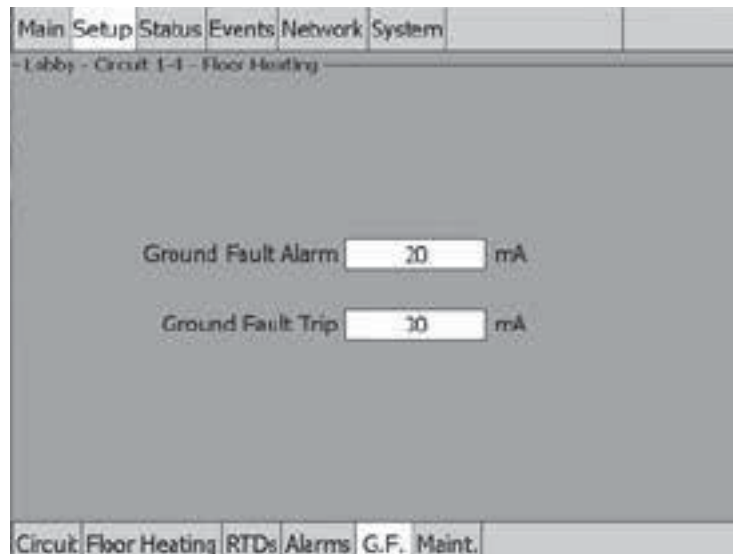 Main Setup Status Events Network System
Lobby - Circuit 1-1 - Floor Heating
Ground Fault Alarm 20 mA
Ground Fault Trip 30 mA
Circuit Floor Heating RTDs Alarms G.F. Maint.